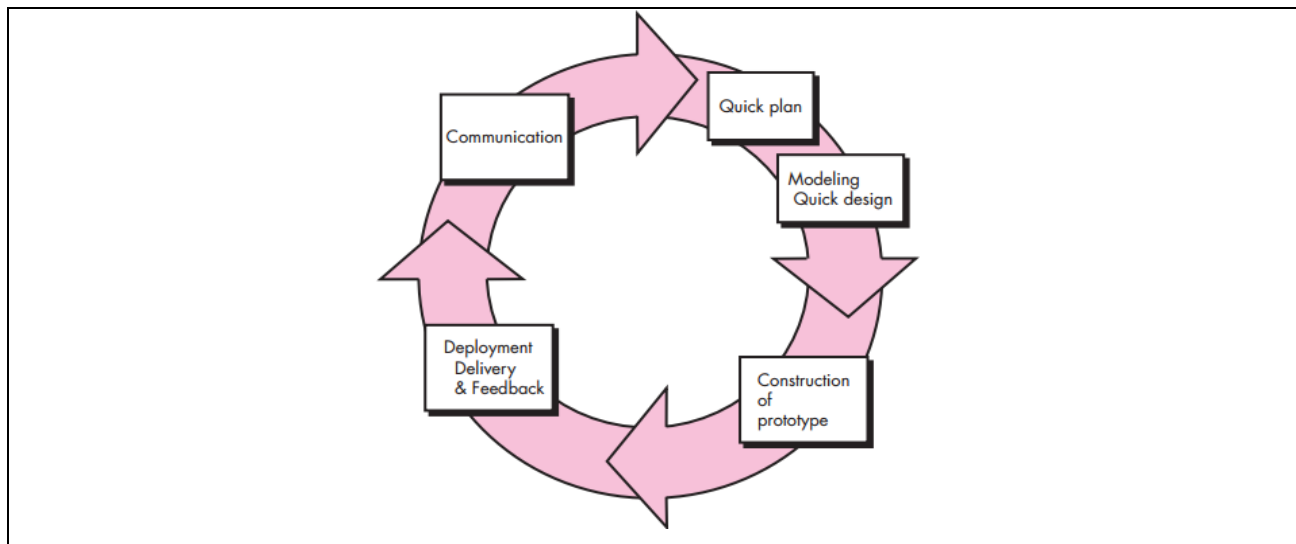 Communication
Quick plan
Modeling
Quick design
Construction
of
prototype
Deployment
Delivery
& Feedback